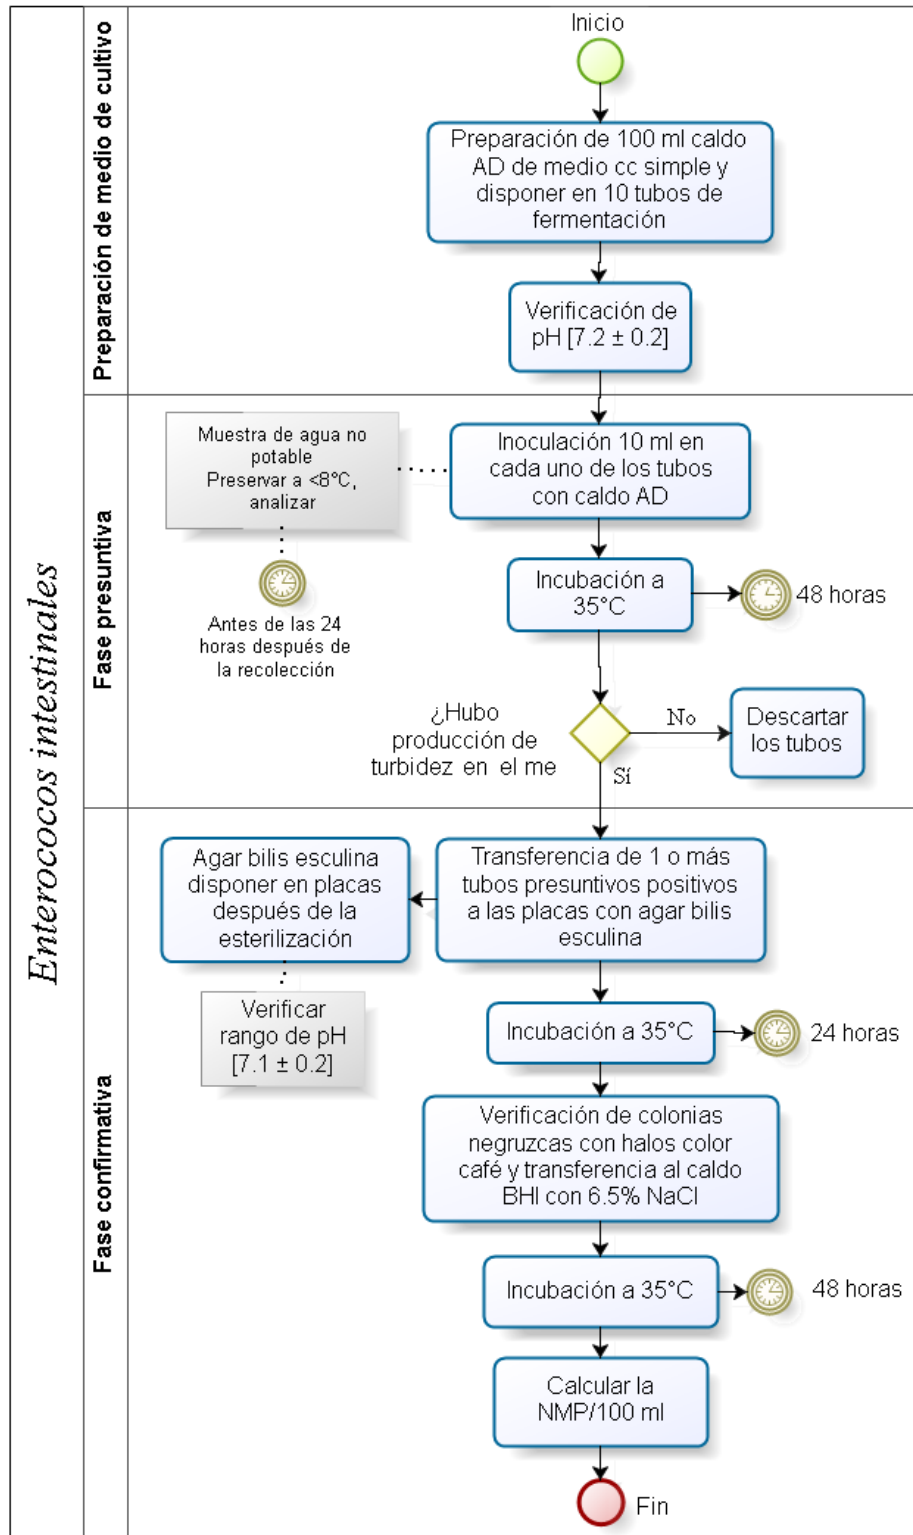 Enterococos intestinales
Preparación de medio de cultivo
Inicio
Preparación de 100 ml caldo
AD de medio cc simple y
disponer en 10 tubos de
fermentación
Verificación de
pH [7.2 ± 0.2]
Fase presuntiva
Muestra de agua no
potable
Preservar a <8°C,
analizar
Antes de las 24
horas después de
la recolección
Inoculación 10 ml en
cada uno de los tubos
con caldo AD
Incubación a
35°C
48 horas
¿Hubo
producción de
turbidez en el me
No
Descartar
los tubos
Sí
Fase confirmativa
Transferencia de 1 o más
tubos presuntivos positivos
a las placas con agar bilis
esculina
Agar bilis esculina
disponer en placas
después de la
esterilización
Verificar
rango de pH
[7.1 ± 0.2]
Incubación a 35°C
24 horas
Verificación de colonias
negruzcas con halos color
café y transferencia al caldo
BHI con 6.5% NaCl
Incubación a 35°C
48 horas
Calcular la
NMP/100 ml
Fin